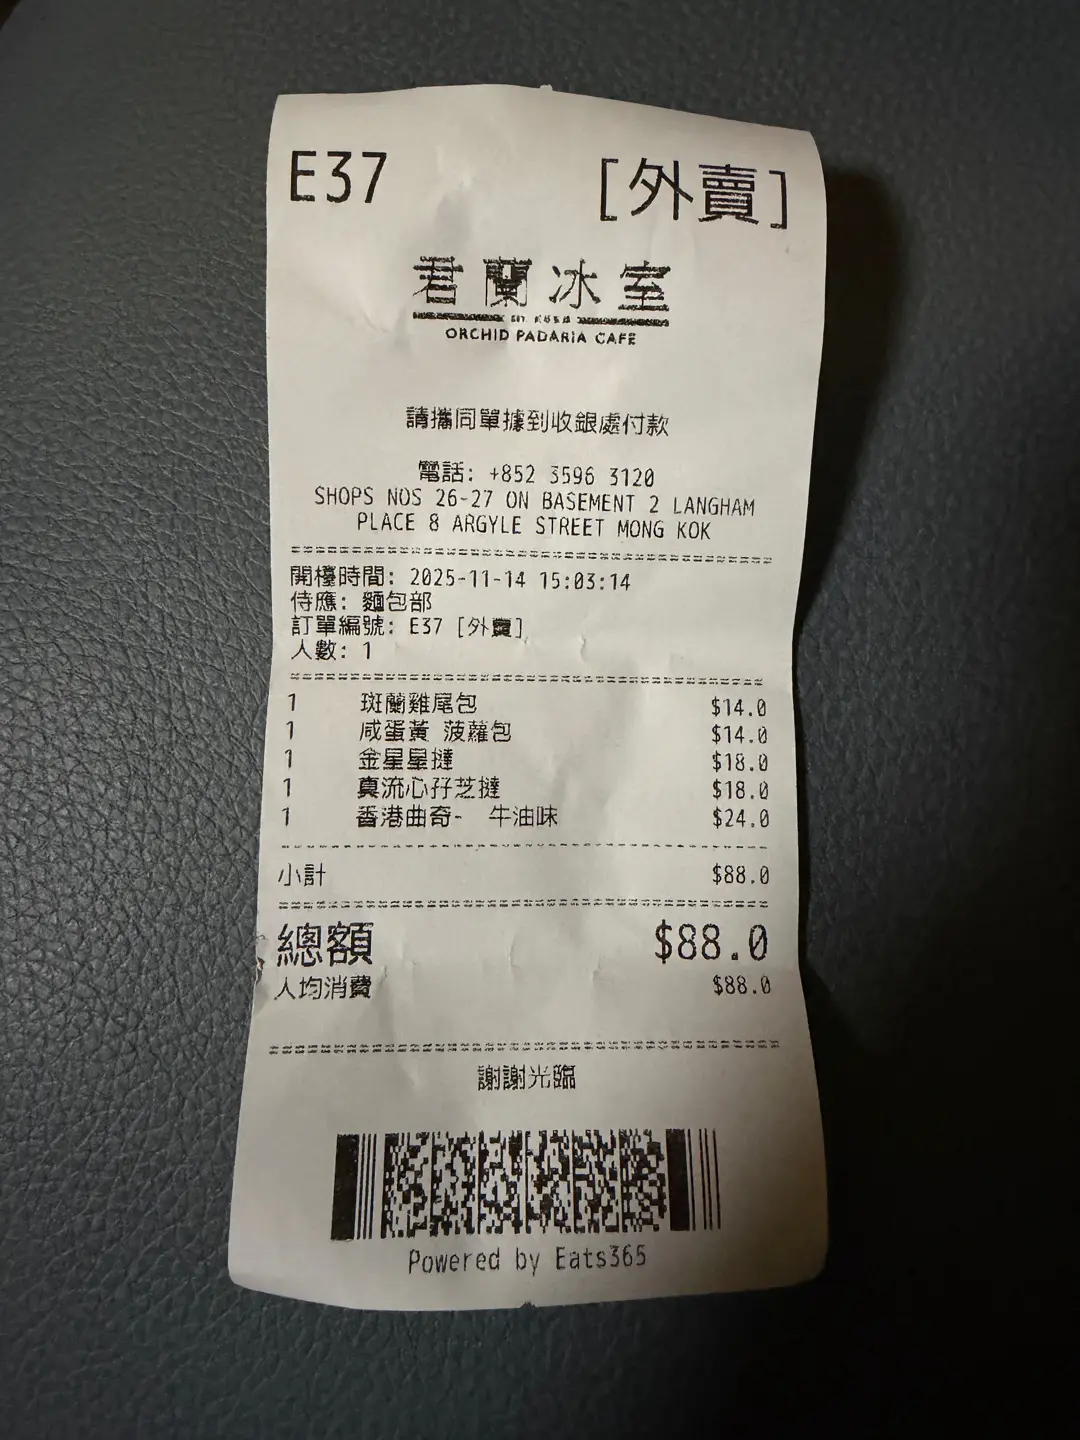 E37 [外賣]
君蘭冰室
ORCHID PADARIA CAFE
請攜同單據到收銀處付款
電話: +852 3596 3120
SHOPS NOS 26-27 ON BASEMENT 2 LANGHAM
PLACE 8 ARGYLE STREET MONG KOK
開檯時間: 2025-11-14 15:03:14
侍應: 麵包部
訂單編號: E37 [外賣]
人數: 1
1 斑蘭雞尾包 $14.0
1 咸蛋黃 菠蘿包 $14.0
1 金星星撻 $18.0
1 真流心孖芝撻 $18.0
1 香港曲奇- 牛油味 $24.0
小計 $88.0
總額 $88.0
人均消費 $88.0
謝謝光臨
Powered by Eats365